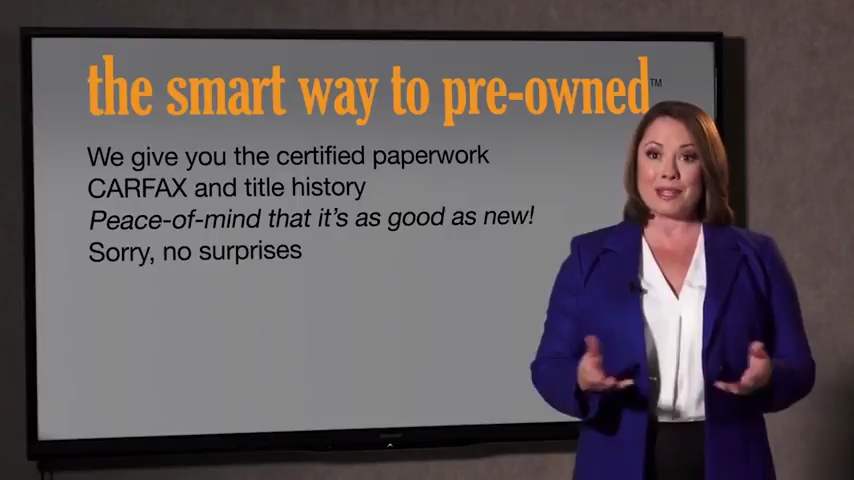 the smart way to pre-owned™
We give you the certified paperwork
CARFAX and title history
Peace-of-mind that it's as good as new!
Sorry, no surprises